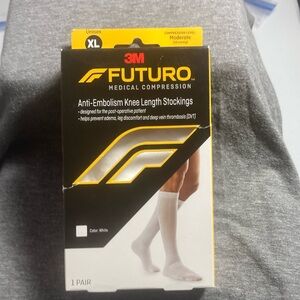 Unisex
XL
COMPRESSION LEVEL
Moderate
3M
FUTURO
MEDICAL COMPRESSION
Anti-Embolism Knee Length Stockings
• designed for the post-operative patient
• helps prevent edema, leg discomfort and deep vein thrombosis (DVT)
Color: White
1 PAIR